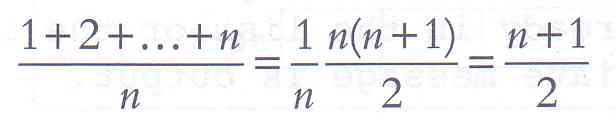 (1+2+...+n)/n = (1/n) (n(n+1)/2) = (n+1)/2